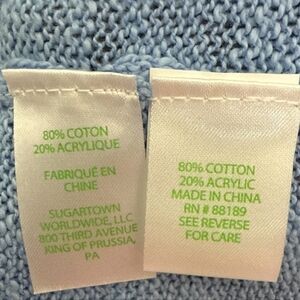 80% COTON
20% ACRYLIQUE
FABRIQUÉ EN
CHINE
SUGARTOWN
WORLDWIDE, LLC
800 THIRD AVENUE
KING OF PRUSSIA,
PA
80% COTTON
20% ACRYLIC
MADE IN CHINA
RN # 88189
SEE REVERSE
FOR CARE